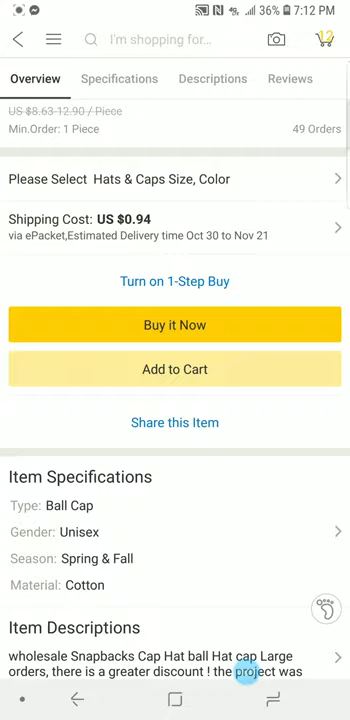 36% 7:12 PM
I'm shopping for...
12
Overview Specifications Descriptions Reviews
US $8.63-12.90 / Piece
Min.Order: 1 Piece 49 Orders
Please Select Hats & Caps Size, Color
Shipping Cost: US $0.94
via ePacket,Estimated Delivery time Oct 30 to Nov 21
Turn on 1-Step Buy
Buy it Now
Add to Cart
Share this Item
Item Specifications
Type: Ball Cap
Gender: Unisex
Season: Spring & Fall
Material: Cotton
Item Descriptions
wholesale Snapbacks Cap Hat ball Hat cap Large
orders, there is a greater discount ! the project was